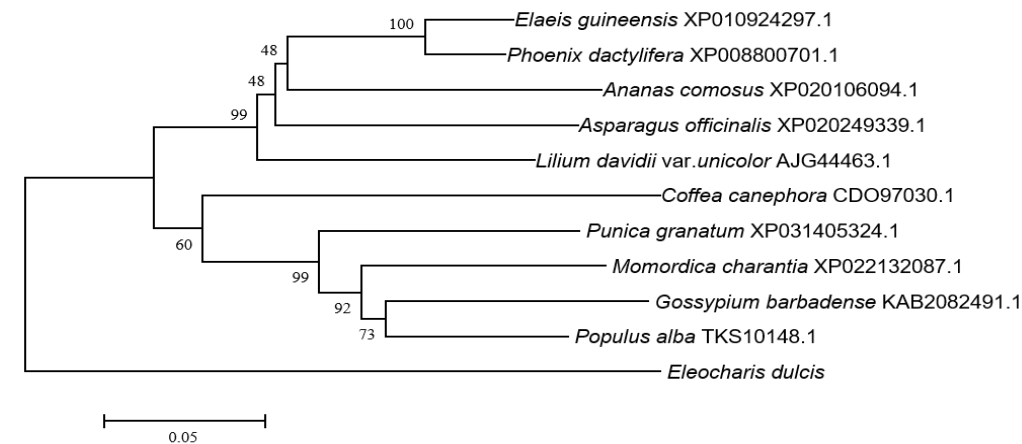 100
Elaeis guineensis XP010924297.1
Phoenix dactylifera XP008800701.1
48
Ananas comosus XP020106094.1
48
Asparagus officinalis XP020249339.1
99
Lilium davidii var.unicolor AJG44463.1
Coffea canephora CDO97030.1
60
Punica granatum XP031405324.1
99
Momordica charantia XP022132087.1
92
Gossypium barbadense KAB2082491.1
73
Populus alba TKS10148.1
Eleocharis dulcis
0.05